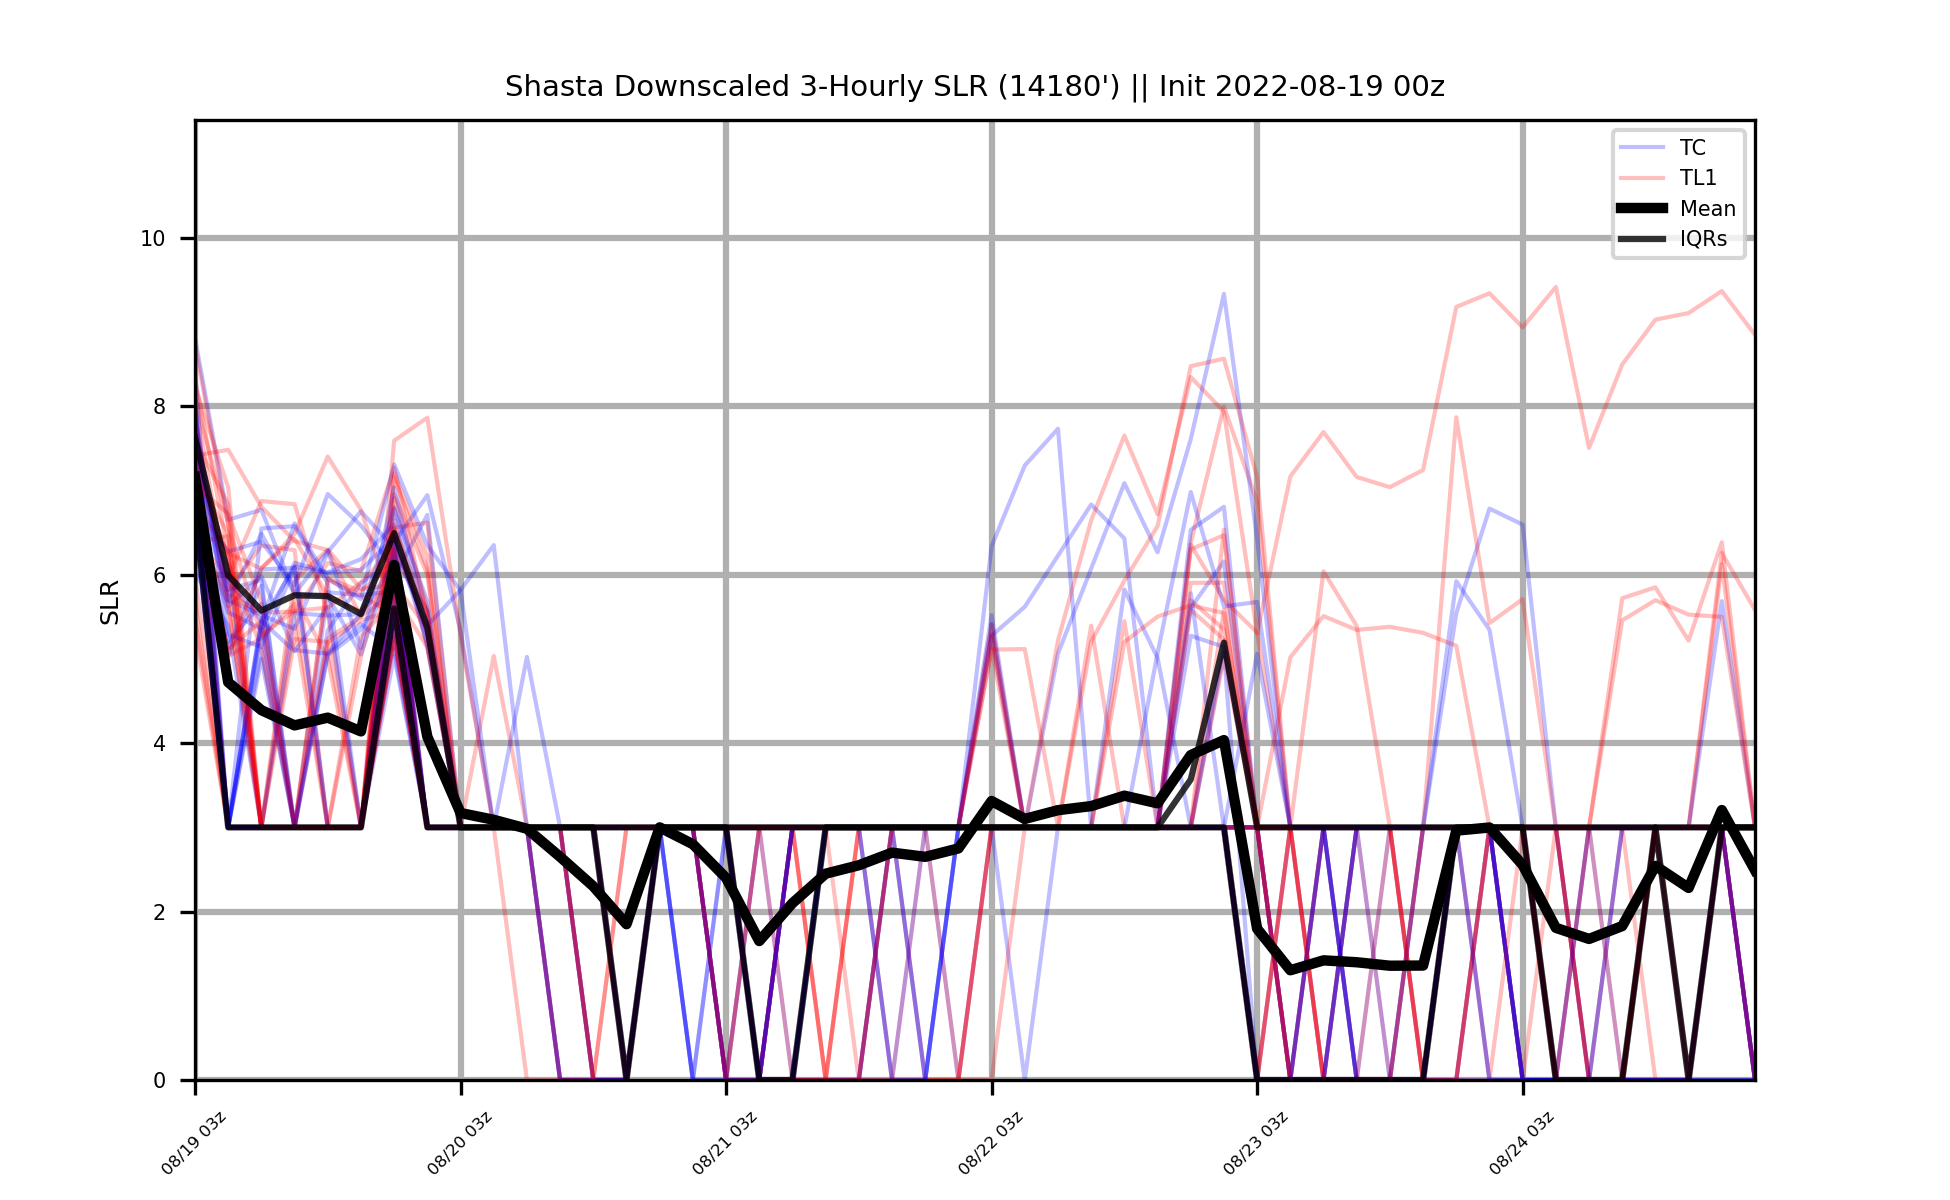 Shasta Downscaled 3-Hourly SLR (14180') || Init 2022-08-19 00z
TC
TL1
Mean
IQRs
10
8
6
4
2
0
SLR
08/19 03z
08/20 03z
08/21 03z
08/22 03z
08/23 03z
08/24 03z